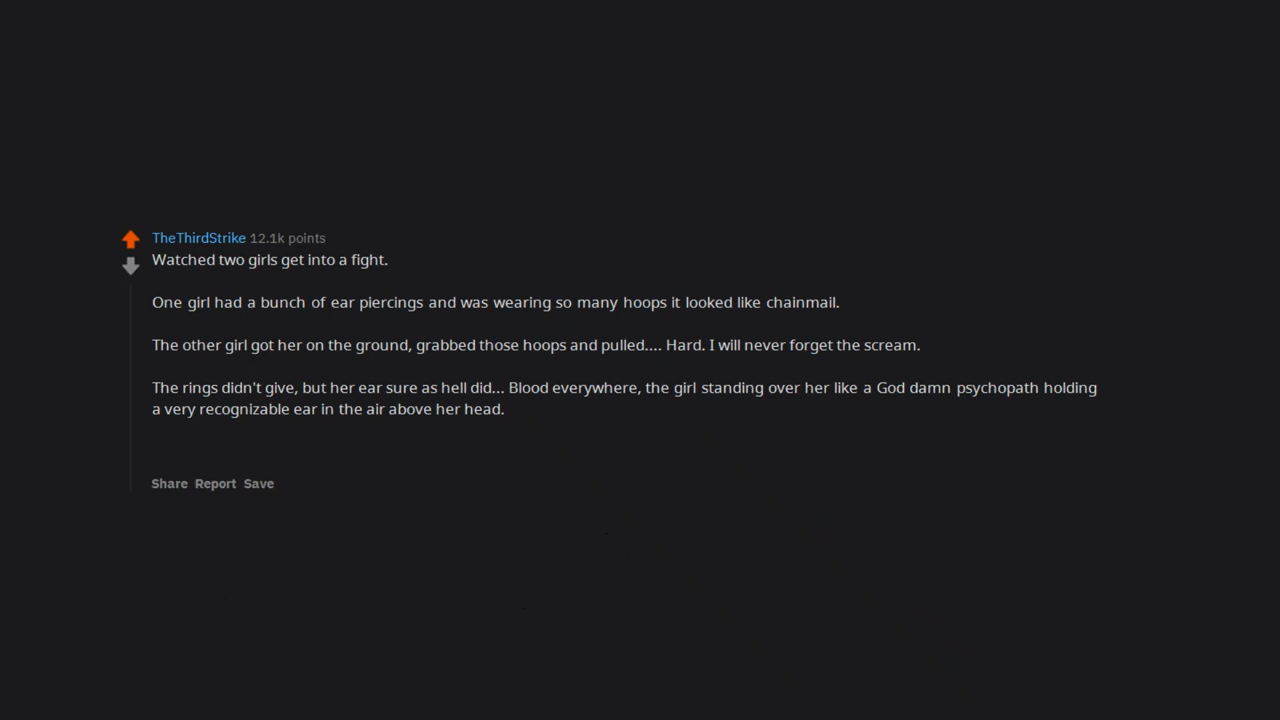 TheThirdStrike 12.1k points
Watched two girls get into a fight.
One girl had a bunch of ear piercings and was wearing so many hoops it looked like chainmail.
The other girl got her on the ground, grabbed those hoops and pulled.... Hard. I will never forget the scream.
The rings didn't give, but her ear sure as hell did... Blood everywhere, the girl standing over her like a God damn psychopath holding
a very recognizable ear in the air above her head.
Share Report Save